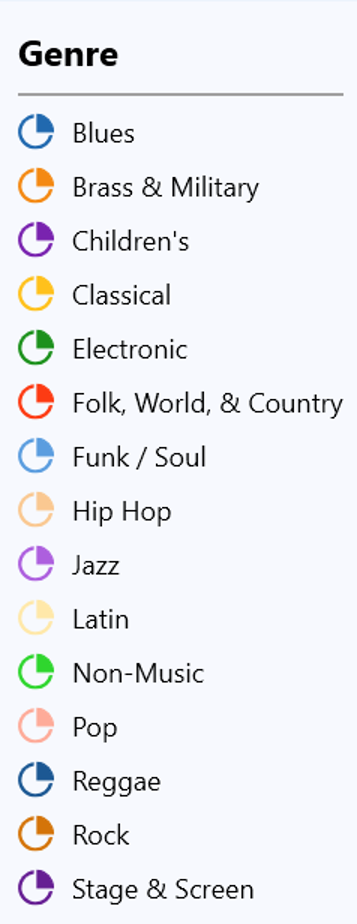 Genre
Blues
Brass & Military
Children's
Classical
Electronic
Folk, World, & Country
Funk / Soul
Hip Hop
Jazz
Latin
Non-Music
Pop
Reggae
Rock
Stage & Screen